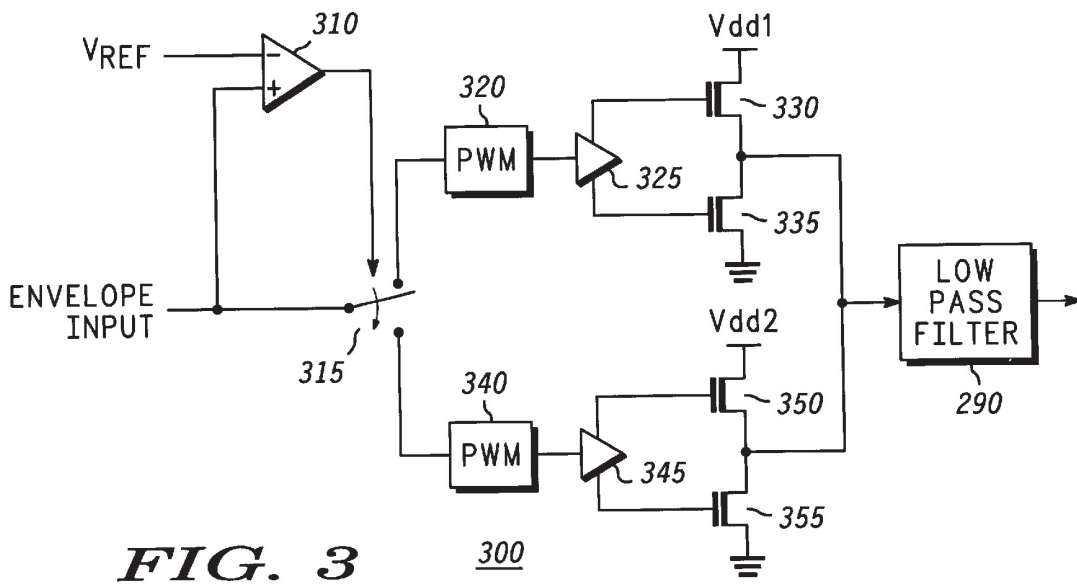 310
VREF
-
+
Vdd1
320
PWM
330
325
335
ENVELOPE
INPUT
315
LOW
PASS
FILTER
290
Vdd2
340
PWM
350
345
355
FIG. 3
300